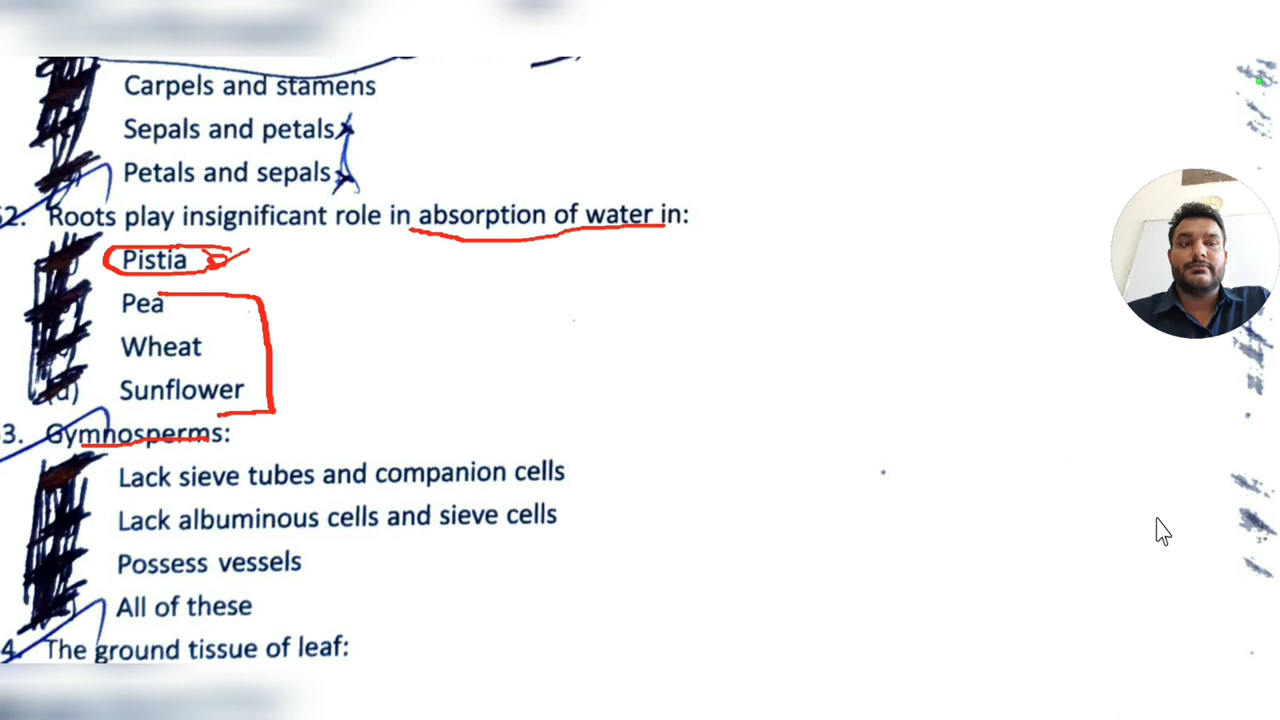 Carpels and stamens
Sepals and petals
Petals and sepals
2. Roots play insignificant role in absorption of water in:
Pistia
Pea
Wheat
(d) Sunflower
3. Gymnosperms:
Lack sieve tubes and companion cells
Lack albuminous cells and sieve cells
Possess vessels
All of these
4. The ground tissue of leaf: